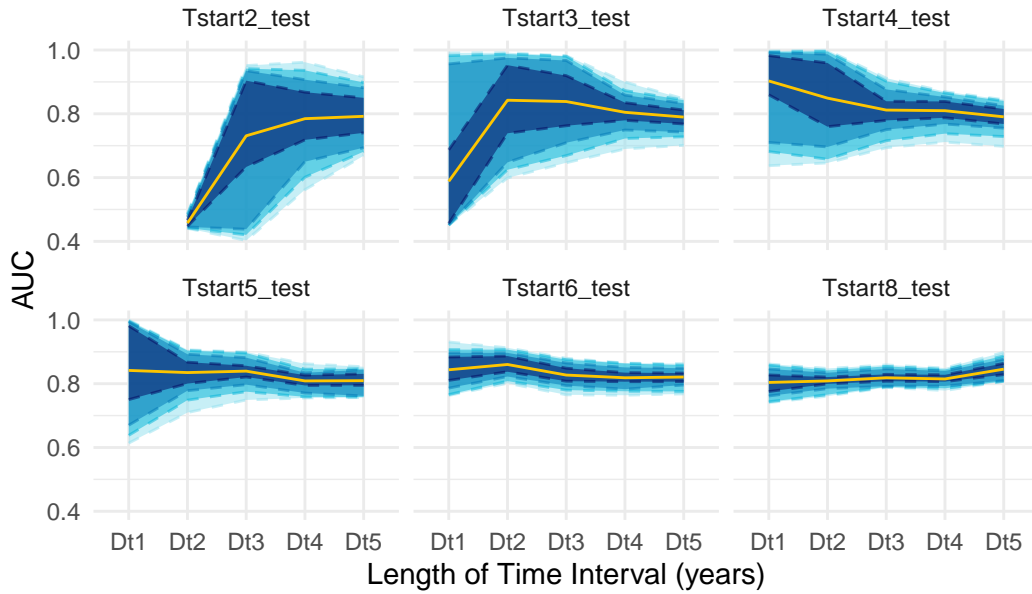 Tstart2_test Tstart3_test Tstart4_test
1.0
0.8
0.6
0.4
AUC
Tstart5_test Tstart6_test Tstart8_test
1.0
0.8
0.6
0.4
Dt1 Dt2 Dt3 Dt4 Dt5 Dt1 Dt2 Dt3 Dt4 Dt5 Dt1 Dt2 Dt3 Dt4 Dt5
Length of Time Interval (years)